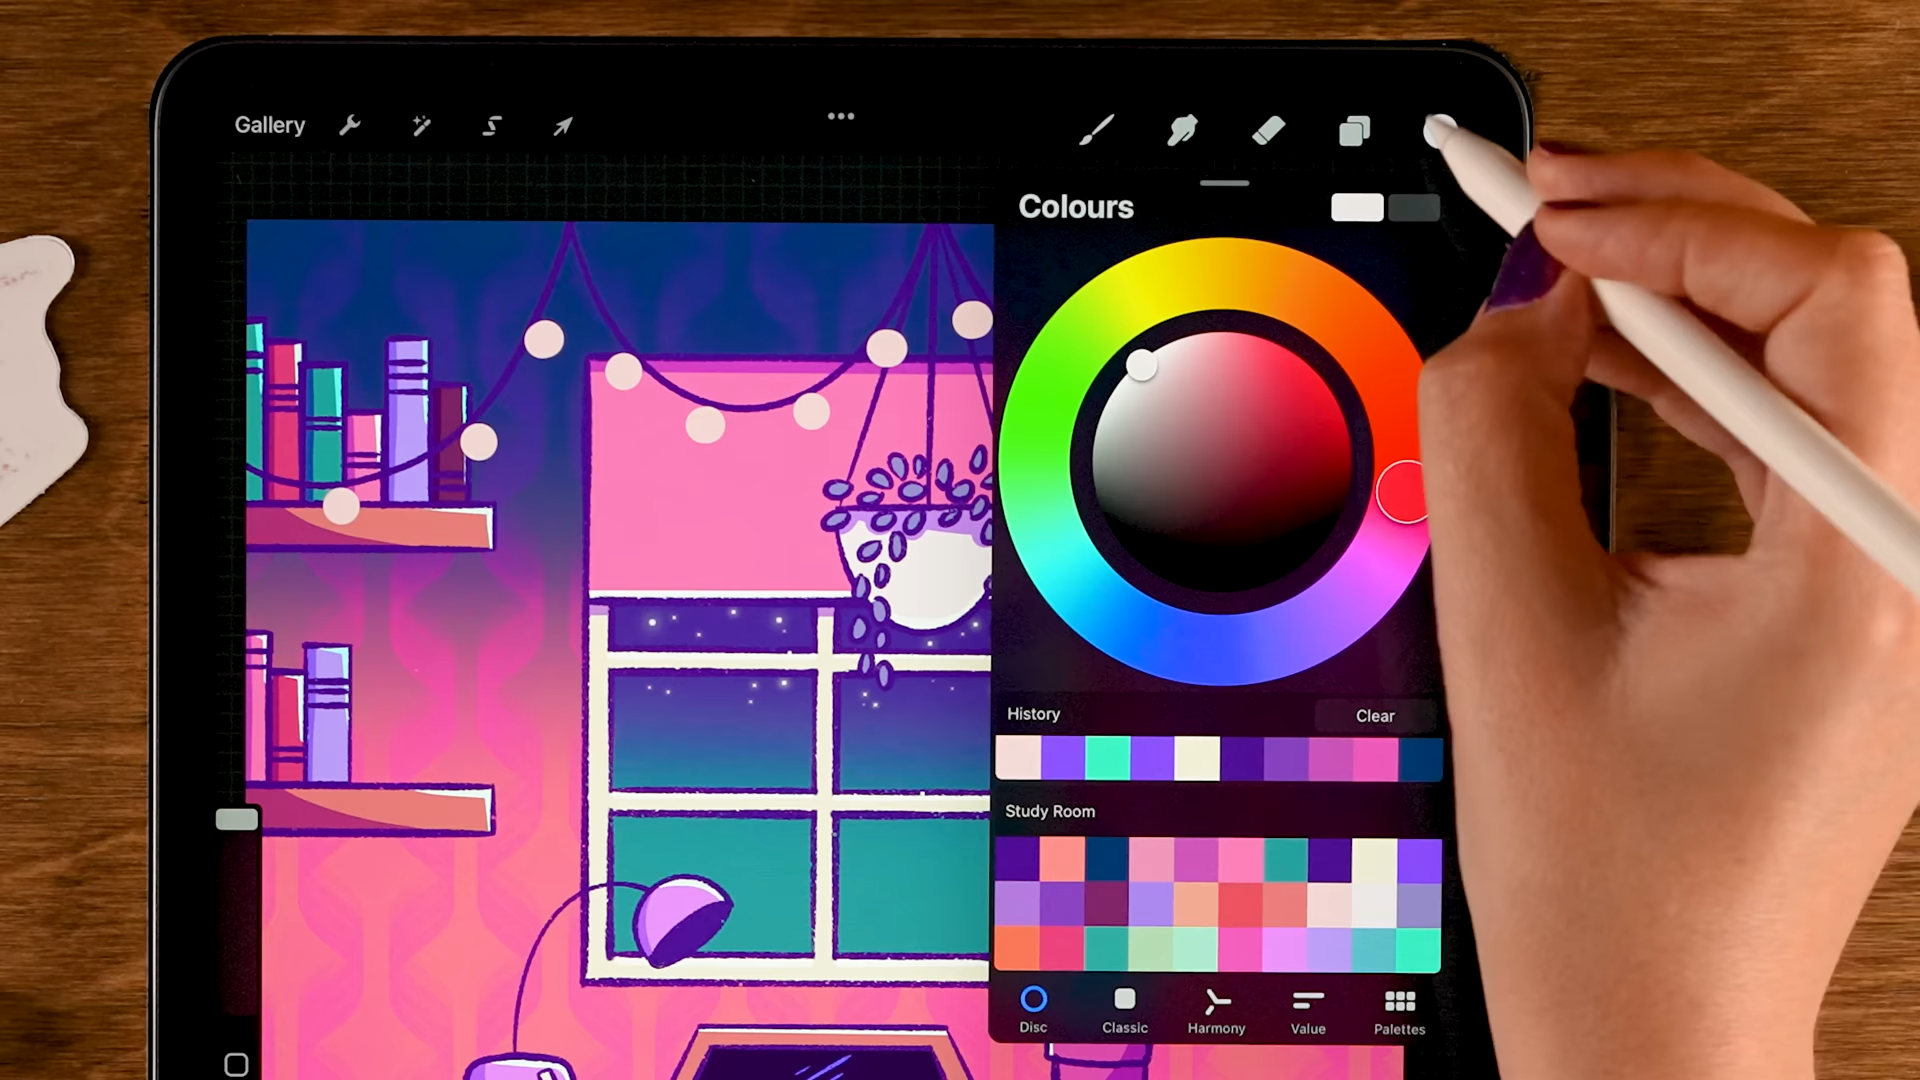 Gallery
Colours
History
Clear
Study Room
Disc
Classic
Harmony
Value
Palettes